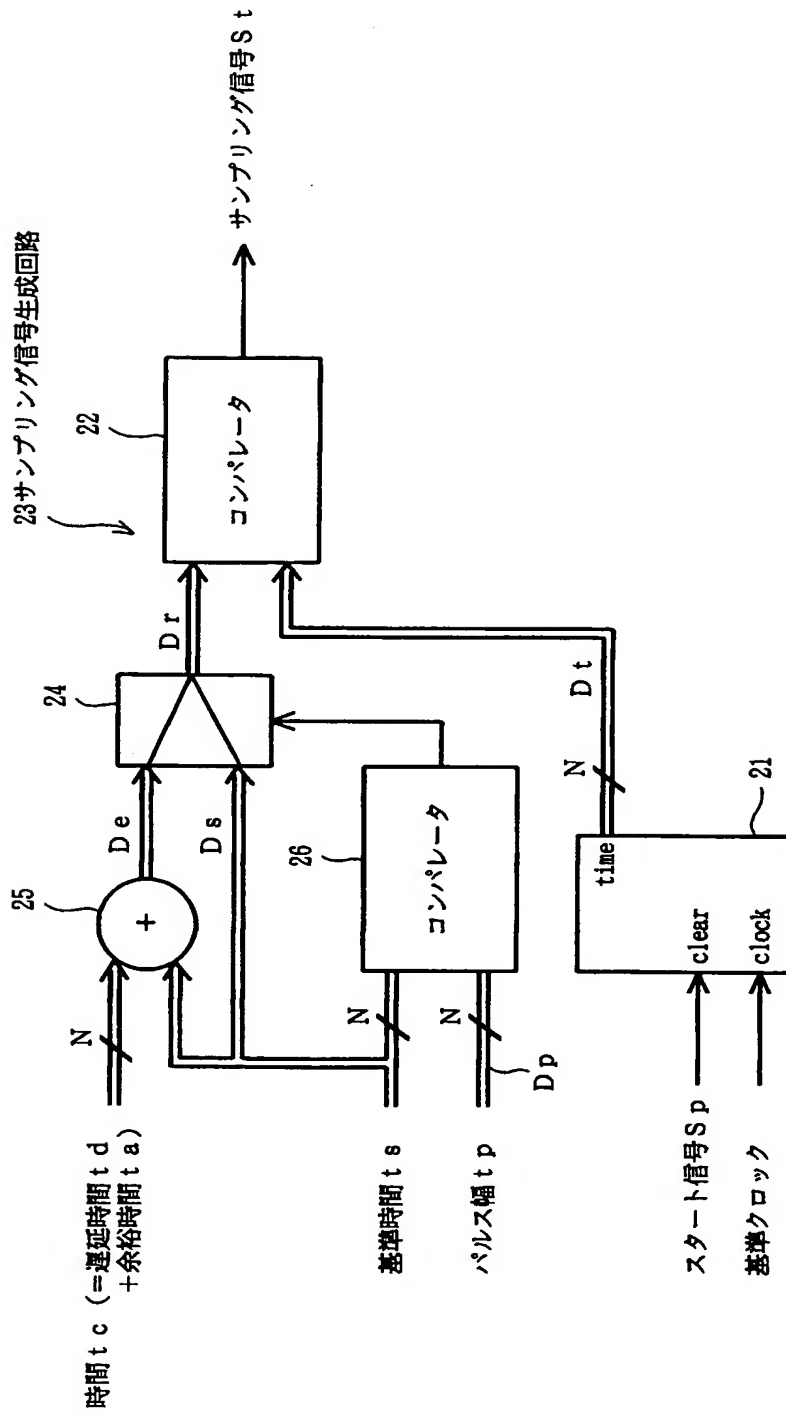 23サンプリング信号生成回路
時間tc (=遅延時間td
+余裕時間ta)
N
25
+
De
24
Dr
22
コンパレータ
サンプリング信号St
Ds
基準時間ts
N
26
コンパレータ
パルス幅tp
N
Dp
Dt
N
21
time
スタート信号Sp
clear
基準クロック
clock